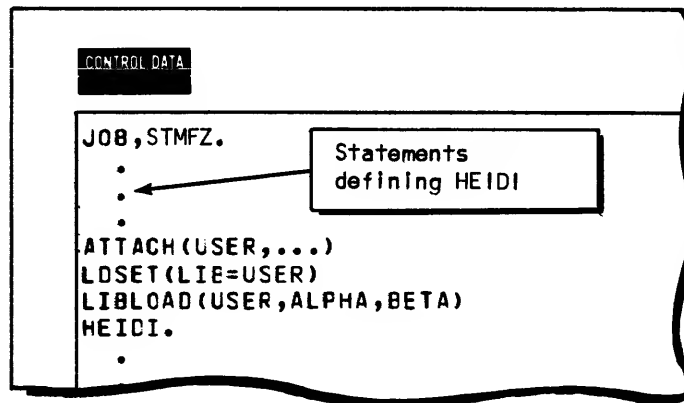 CONTROL DATA
JOB,STMFZ.
.
.
.
Statements
defining HEIDI
ATTACH(USER,...)
LDSET(LIB=USER)
LIBLOAD(USER,ALPHA,BETA)
HEIDI.
.